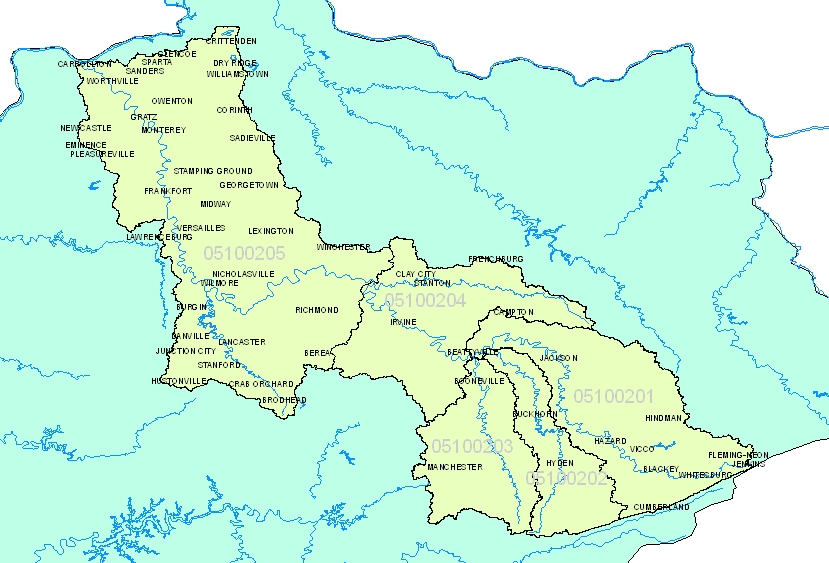 CRITTENDEN
GLENCOE
CARROLLTON
SPARTA
DRY RIDGE
SANDERS
WILLIAMSTOWN
WORTHVILLE
OWENTON
CORINTH
GRATZ
NEWCASTLE
MONTEREY
SADIEVILLE
EMINENCE
PLEASUREVILLE
STAMPING GROUND
GEORGETOWN
FRANKFORT
MIDWAY
VERSAILLES
LEXINGTON
LAWRENCEBURG
WINCHESTER
05100205
FRENCHBURG
NICHOLASVILLE
CLAY CITY
WILMORE
STANTON
05100204
BURGIN
RICHMOND
CAMPTON
IRVINE
DANVILLE
LANCASTER
JUNCTION CITY
BEREA
BEATTYVILLE
JACKSON
STANFORD
HUSTONVILLE
CRAB ORCHARD
BOONEVILLE
BRODHEAD
05100201
BUCKHORN
HINDMAN
05100203
HAZARD
VICCO
FLEMING-NEON
HYDEN
JENKINS
MANCHESTER
BLACKEY
WHITESBURG
05100202
CUMBERLAND